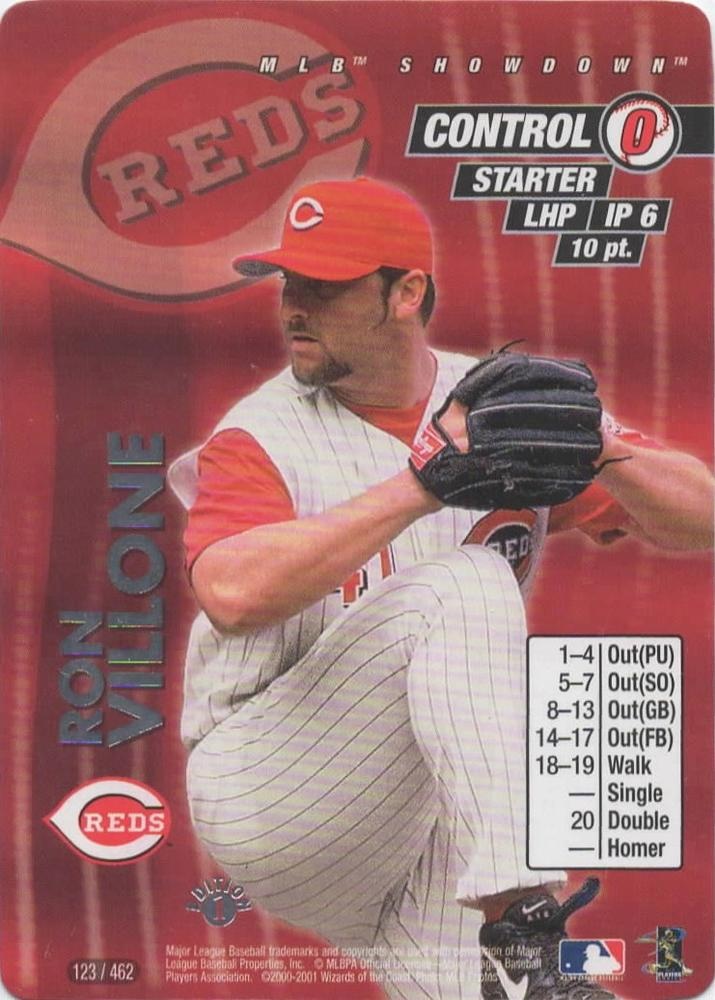 MLB™ SHOWDOWN™
REDS
CONTROL 0
STARTER
LHP IP 6
10 pt.
C
RED
41
RON
VILLONE
1–4 Out(PU)
5–7 Out(SO)
8–13 Out(GB)
14–17 Out(FB)
18–19 Walk
— Single
20 Double
— Homer
REDS
EDITION
1
123 / 462
Major League Baseball trademarks and copyrights are used with permission of Major
League Baseball Properties, Inc. © MLBPA Official Licensee—Major League Baseball
Players Association. ©2000-2001 Wizards of the Coast. Photo: MLB Photos